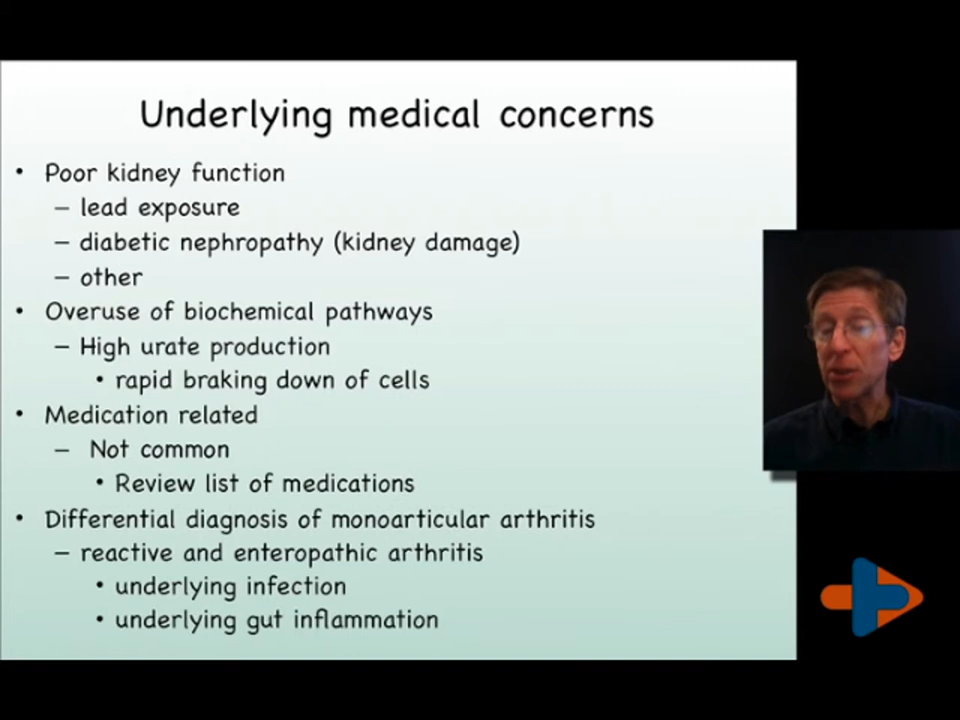 Underlying medical concerns
• Poor kidney function
– lead exposure
– diabetic nephropathy (kidney damage)
– other
• Overuse of biochemical pathways
– High urate production
• rapid braking down of cells
• Medication related
– Not common
• Review list of medications
• Differential diagnosis of monoarticular arthritis
– reactive and enteropathic arthritis
• underlying infection
• underlying gut inflammation